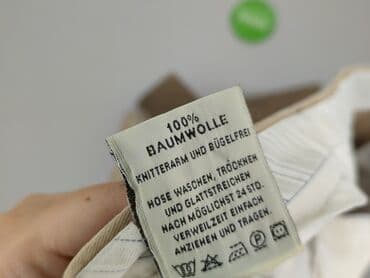 100%
BAUMWOLLE
KNITTERARM UND BÜGELFREI
HOSE WASCHEN, TROCKNEN
UND GLATTSTREICHEN
NACH MÖGLICHST 24 STD.
VERWEILZEIT EINFACH
ANZIEHEN UND TRAGEN.